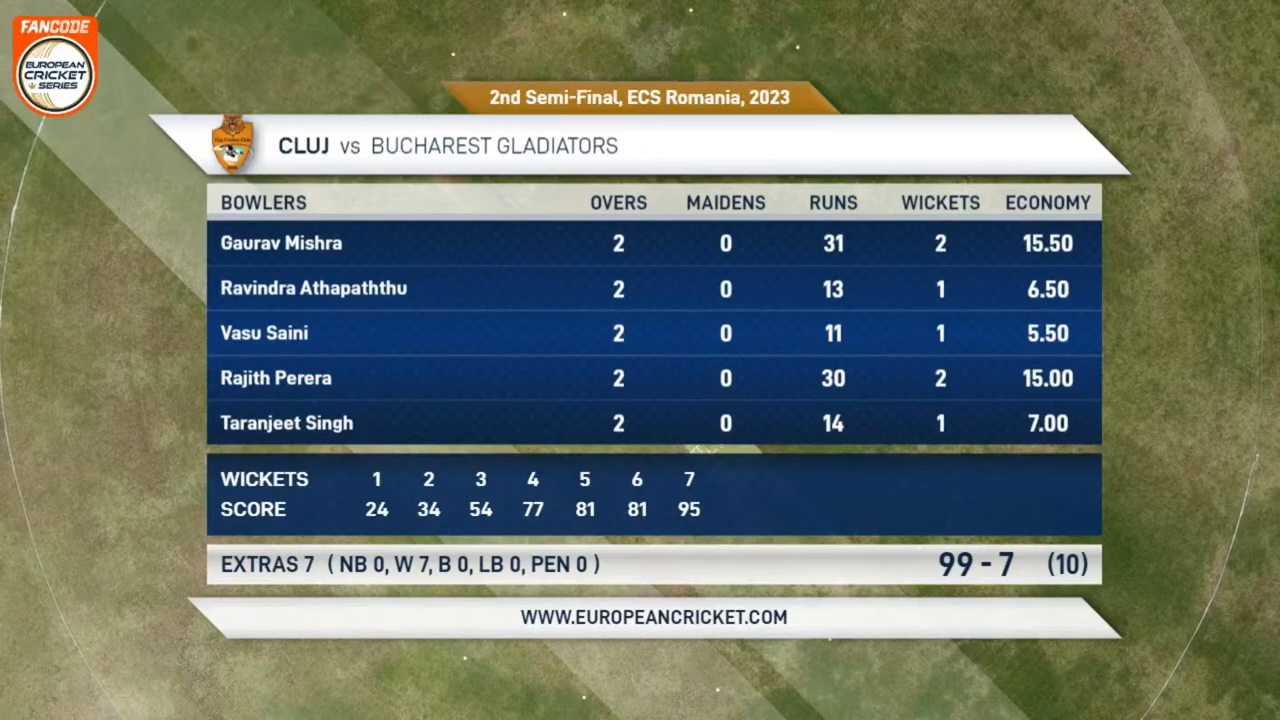 FANCODE
EUROPEAN
CRICKET
SERIES
2nd Semi-Final, ECS Romania, 2023
CLUJ vs BUCHAREST GLADIATORS
BOWLERS OVERS MAIDENS RUNS WICKETS ECONOMY
Gaurav Mishra 2 0 31 2 15.50
Ravindra Athapaththu 2 0 13 1 6.50
Vasu Saini 2 0 11 1 5.50
Rajith Perera 2 0 30 2 15.00
Taranjeet Singh 2 0 14 1 7.00
WICKETS 1 2 3 4 5 6 7
SCORE 24 34 54 77 81 81 95
EXTRAS 7 ( NB 0, W 7, B 0, LB 0, PEN 0 ) 99 - 7 (10)
WWW.EUROPEANCRICKET.COM